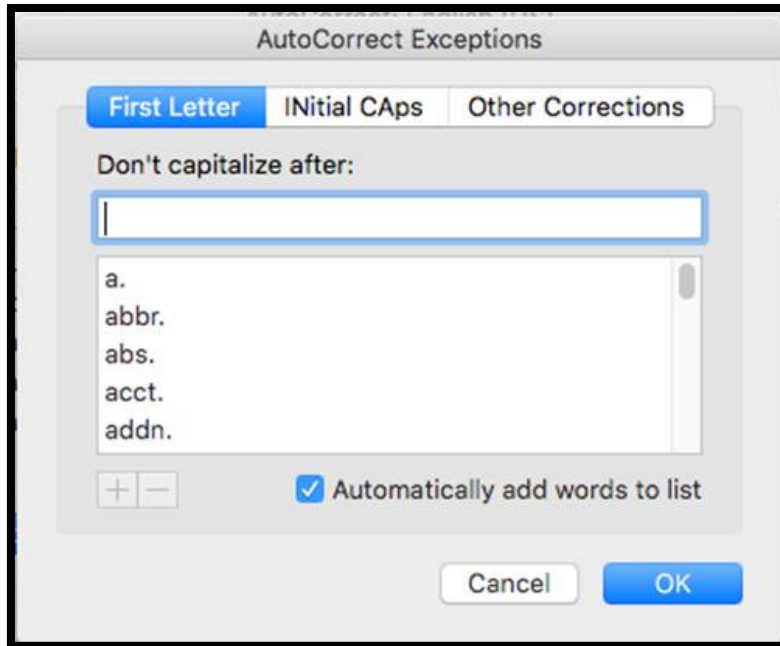 AutoCorrect Exceptions
First Letter INitial CAps Other Corrections
Don't capitalize after:
a.
abbr.
abs.
acct.
addn.
+ −
Automatically add words to list
Cancel OK